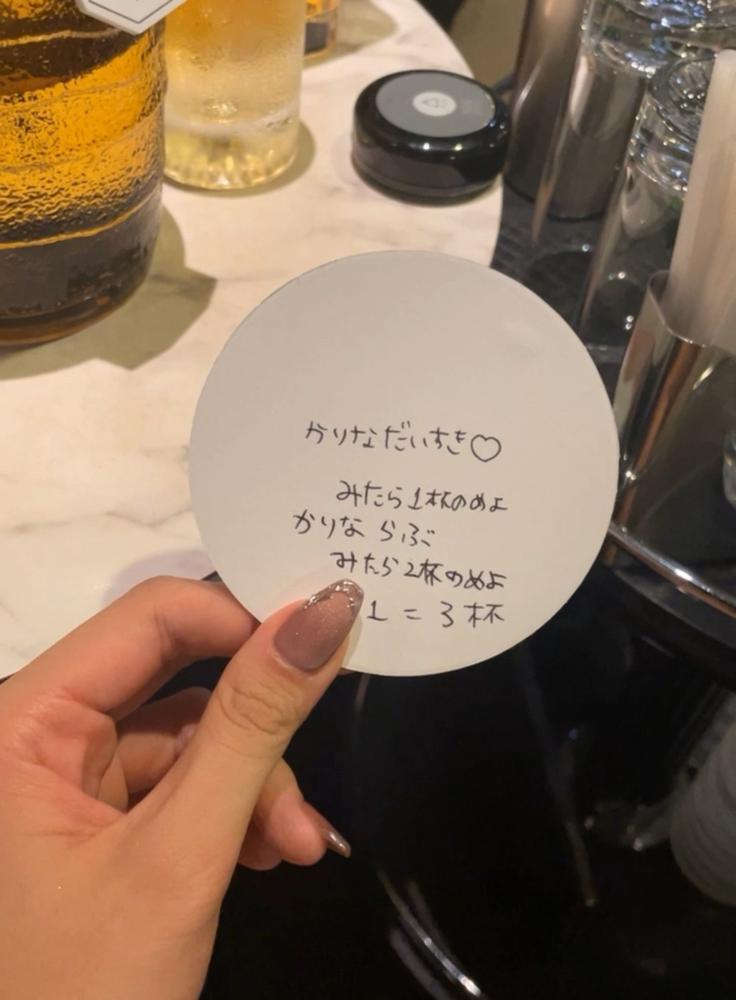 かりなだいすき♡
みたら1杯のめよ
かりな らぶ
みたら2杯のめよ
1 = 3杯